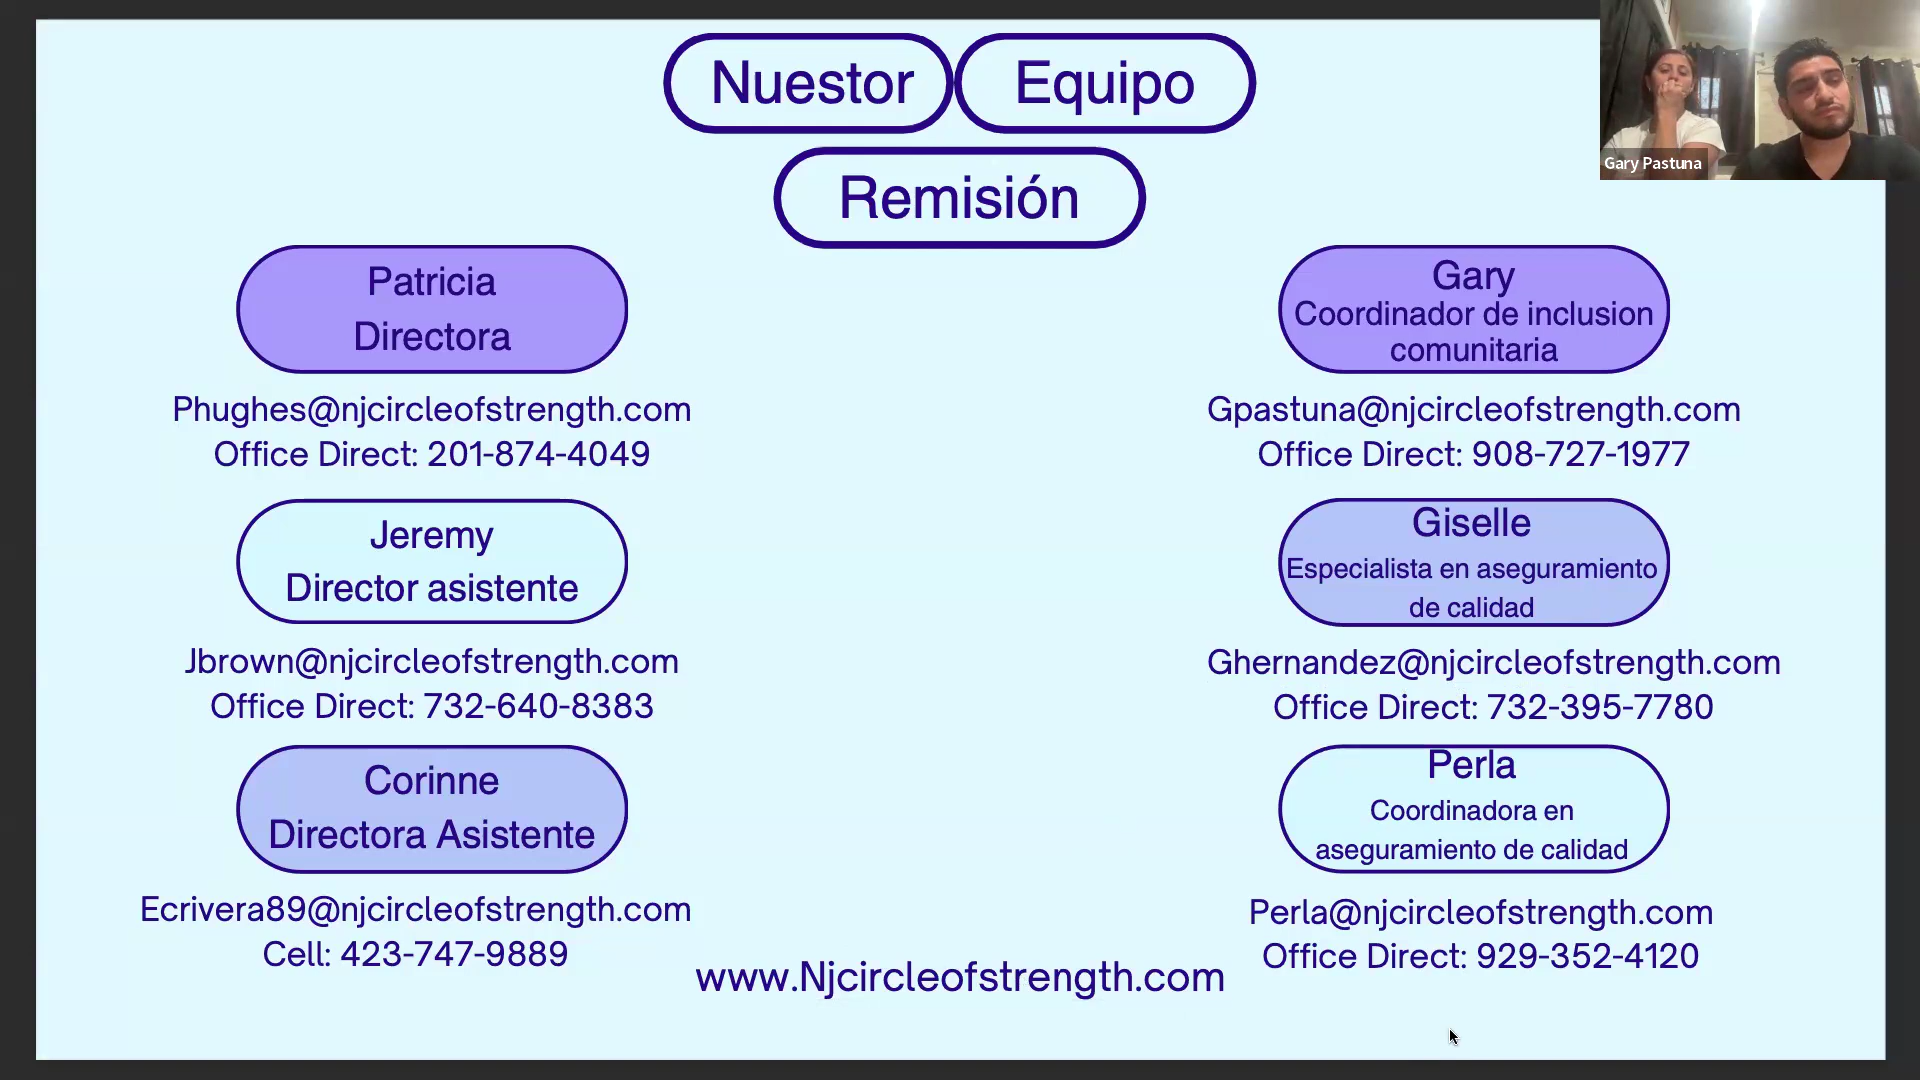 Nuestor Equipo
Remisión
Patricia
Directora
Phughes@njcircleofstrength.com
Office Direct: 201-874-4049
Jeremy
Director asistente
Jbrown@njcircleofstrength.com
Office Direct: 732-640-8383
Corinne
Directora Asistente
Ecrivera89@njcircleofstrength.com
Cell: 423-747-9889
Gary
Coordinador de inclusion
comunitaria
Gpastuna@njcircleofstrength.com
Office Direct: 908-727-1977
Giselle
Especialista en aseguramiento
de calidad
Ghernandez@njcircleofstrength.com
Office Direct: 732-395-7780
Perla
Coordinadora en
aseguramiento de calidad
Perla@njcircleofstrength.com
Office Direct: 929-352-4120
www.Njcircleofstrength.com
Gary Pastuna